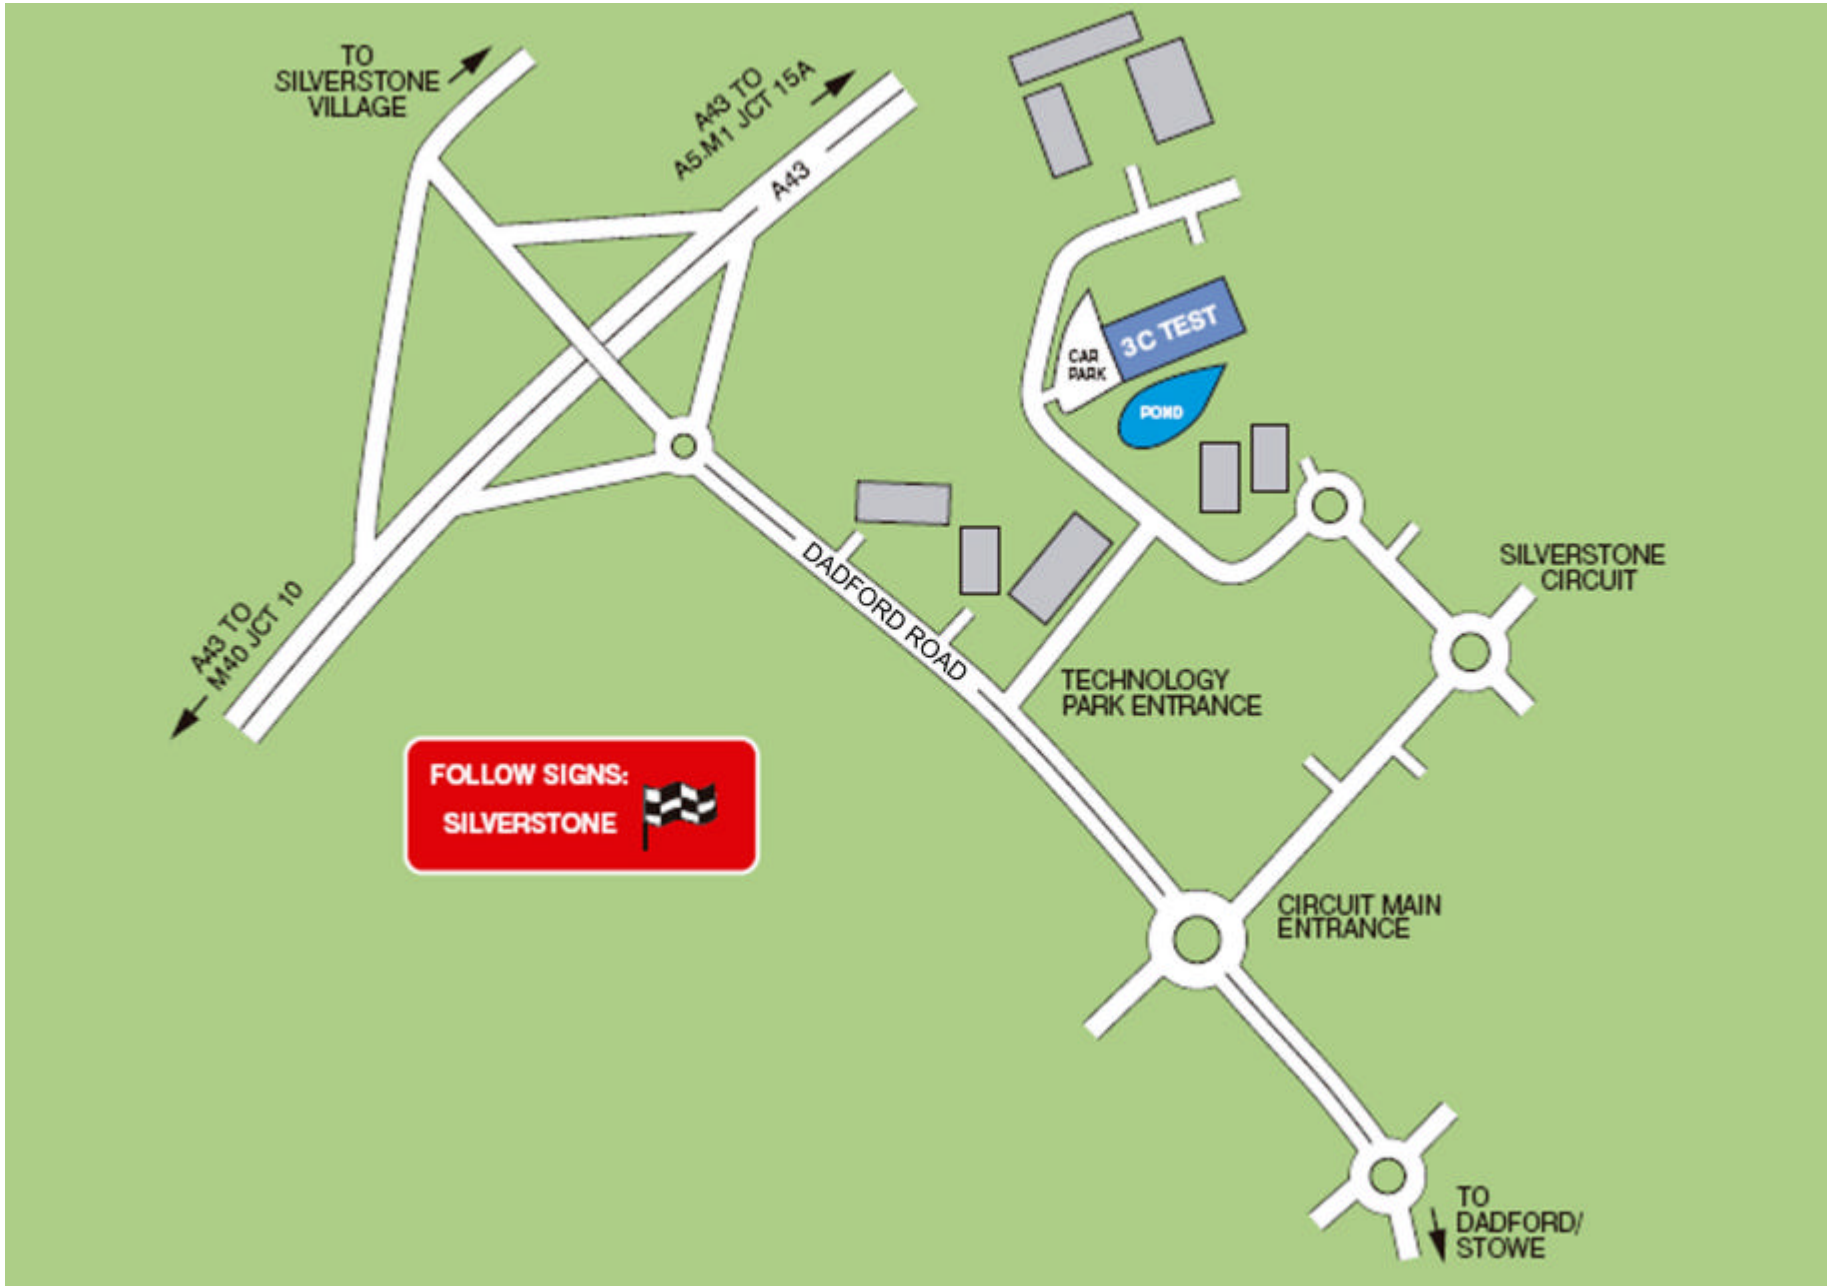 TO
SILVERSTONE
VILLAGE
A43 TO
A5.M1 JCT 15A
A43
3C TEST
CAR
PARK
POND
SILVERSTONE
CIRCUIT
DADFORD ROAD
A43 TO
M40 JCT 10
TECHNOLOGY
PARK ENTRANCE
FOLLOW SIGNS:
SILVERSTONE
CIRCUIT MAIN
ENTRANCE
TO
DADFORD/
STOWE